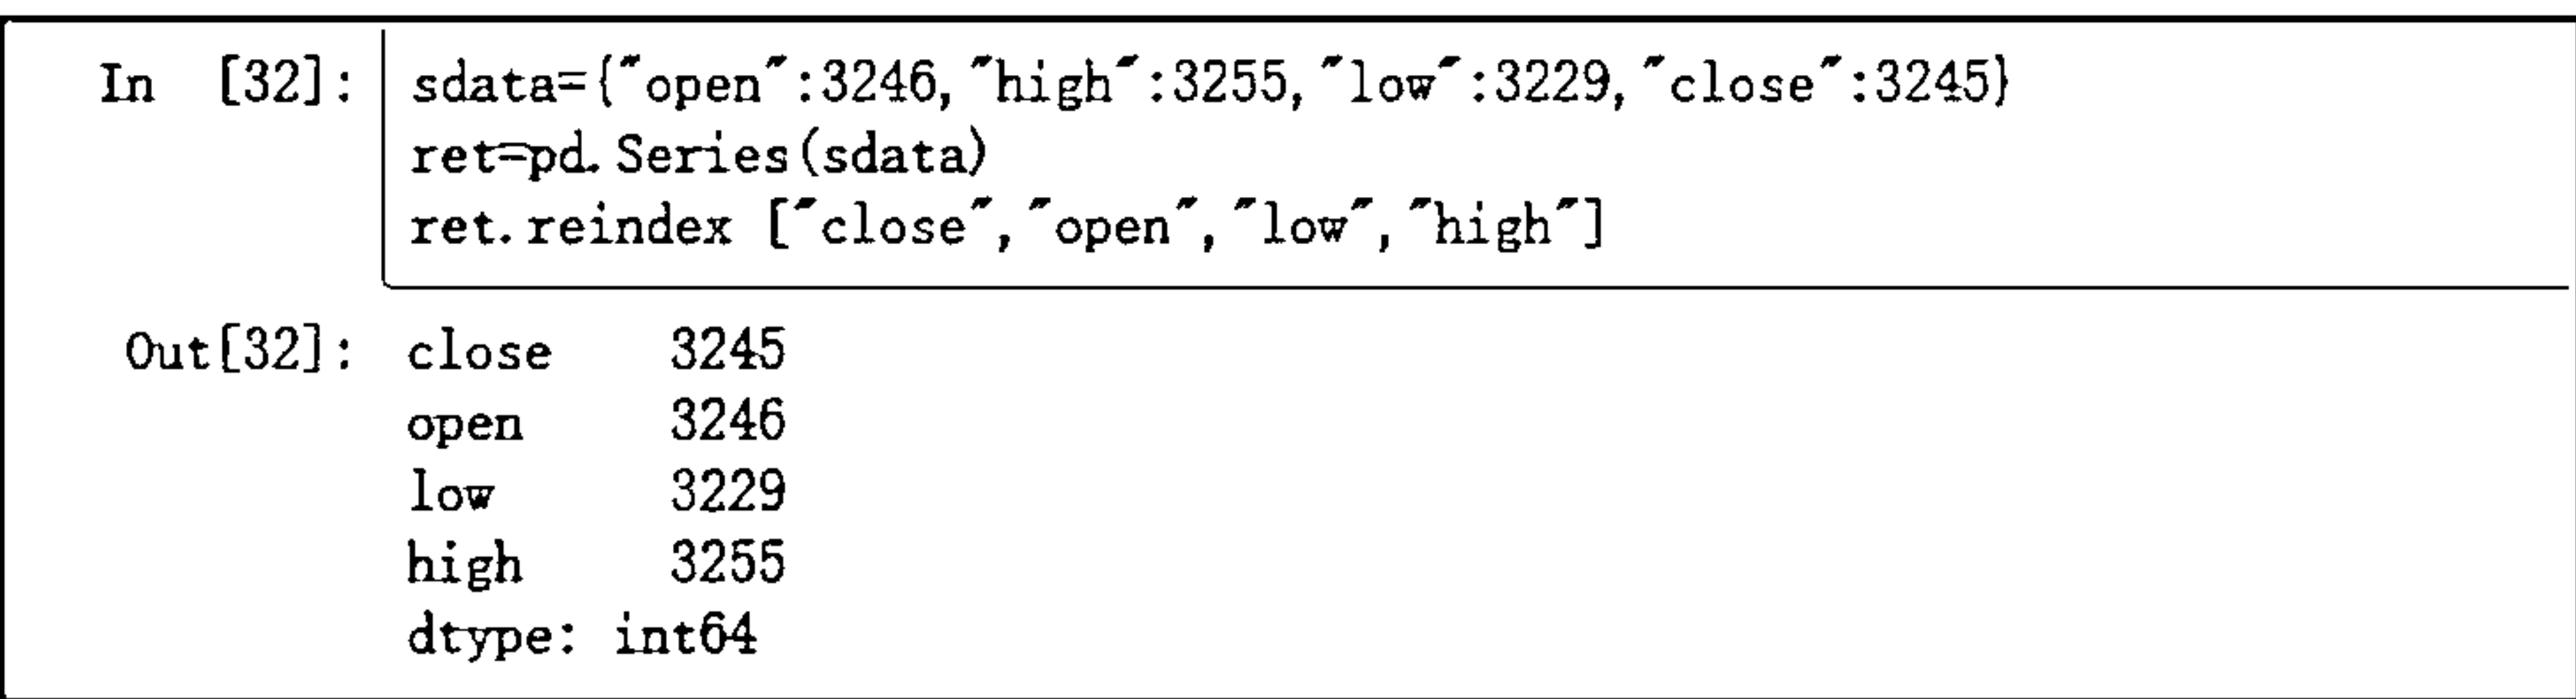 In [32]: sdata={"open":3246,"high":3255,"low":3229,"close":3245}
ret=pd.Series(sdata)
ret.reindex ["close","open","low","high"]
Out[32]: close 3245
open 3246
low 3229
high 3255
dtype: int64